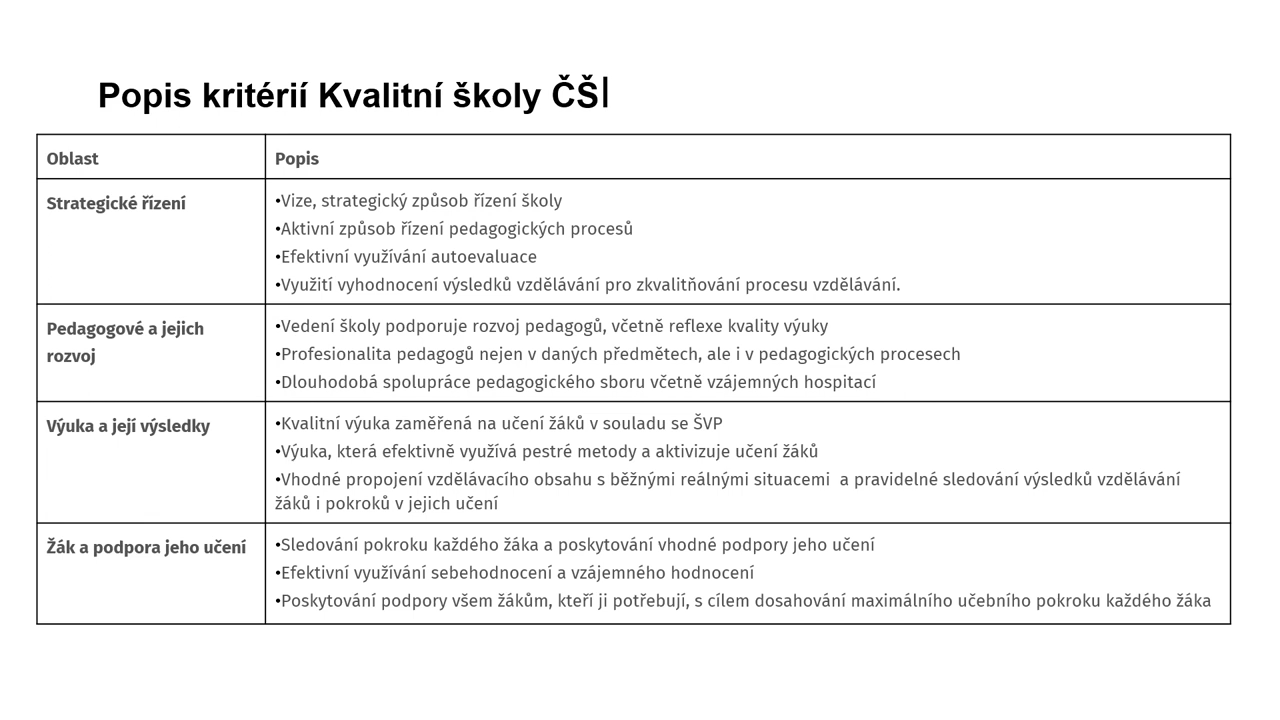 Popis kritérií Kvalitní školy ČŠI
Oblast
Popis
Strategické řízení
•Vize, strategický způsob řízení školy
•Aktivní způsob řízení pedagogických procesů
•Efektivní využívání autoevaluace
•Využití vyhodnocení výsledků vzdělávání pro zkvalitňování procesu vzdělávání.
Pedagogové a jejich
rozvoj
•Vedení školy podporuje rozvoj pedagogů, včetně reflexe kvality výuky
•Profesionalita pedagogů nejen v daných předmětech, ale i v pedagogických procesech
•Dlouhodobá spolupráce pedagogického sboru včetně vzájemných hospitací
Výuka a její výsledky
•Kvalitní výuka zaměřená na učení žáků v souladu se ŠVP
•Výuka, která efektivně využívá pestré metody a aktivizuje učení žáků
•Vhodné propojení vzdělávacího obsahu s běžnými reálnými situacemi  a pravidelné sledování výsledků vzdělávání
žáků i pokroků v jejich učení
Žák a podpora jeho učení
•Sledování pokroku každého žáka a poskytování vhodné podpory jeho učení
•Efektivní využívání sebehodnocení a vzájemného hodnocení
•Poskytování podpory všem žákům, kteří ji potřebují, s cílem dosahování maximálního učebního pokroku každého žáka